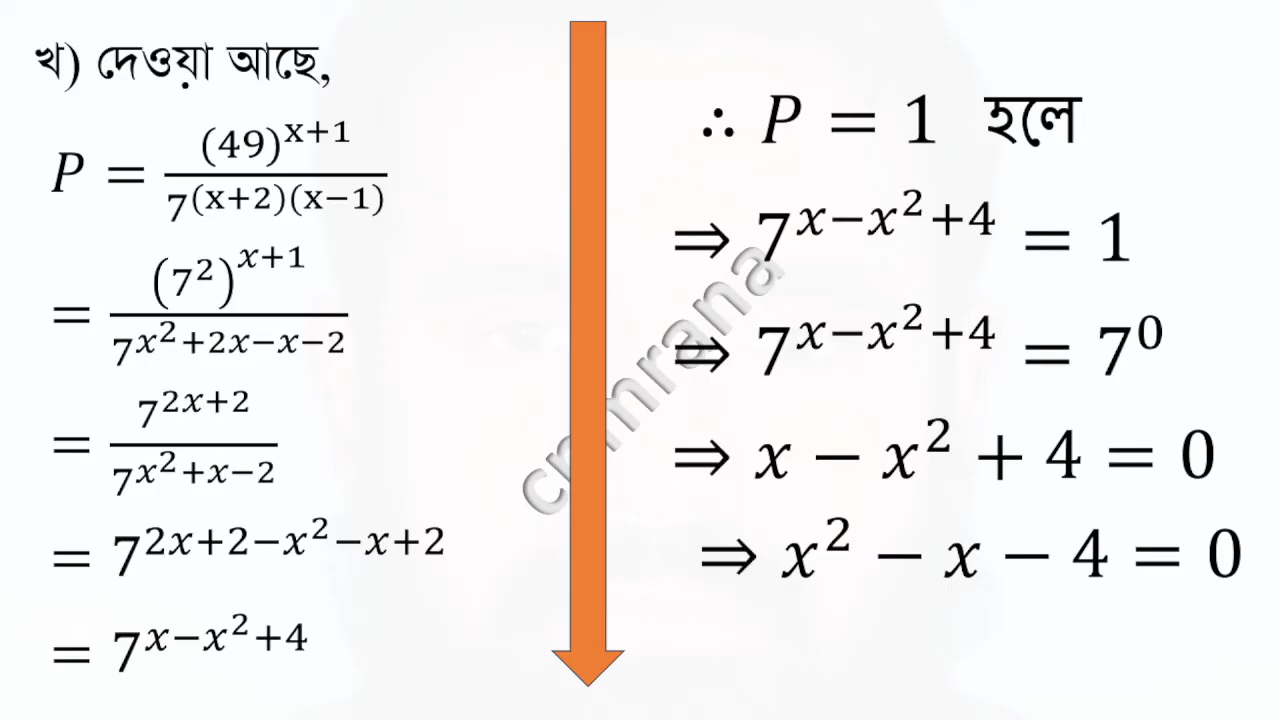 খ) দেওয়া আছে,
P = (49)^(x+1) / 7^((x+2)(x−1))
= (7²)^(x+1) / 7^(x²+2x−x−2)
= 7^(2x+2) / 7^(x²+x−2)
= 7^(2x+2−x²−x+2)
= 7^(x−x²+4)
∴ P = 1 হলে
⇒ 7^(x−x²+4) = 1
⇒ 7^(x−x²+4) = 7⁰
⇒ x − x² + 4 = 0
⇒ x² − x − 4 = 0